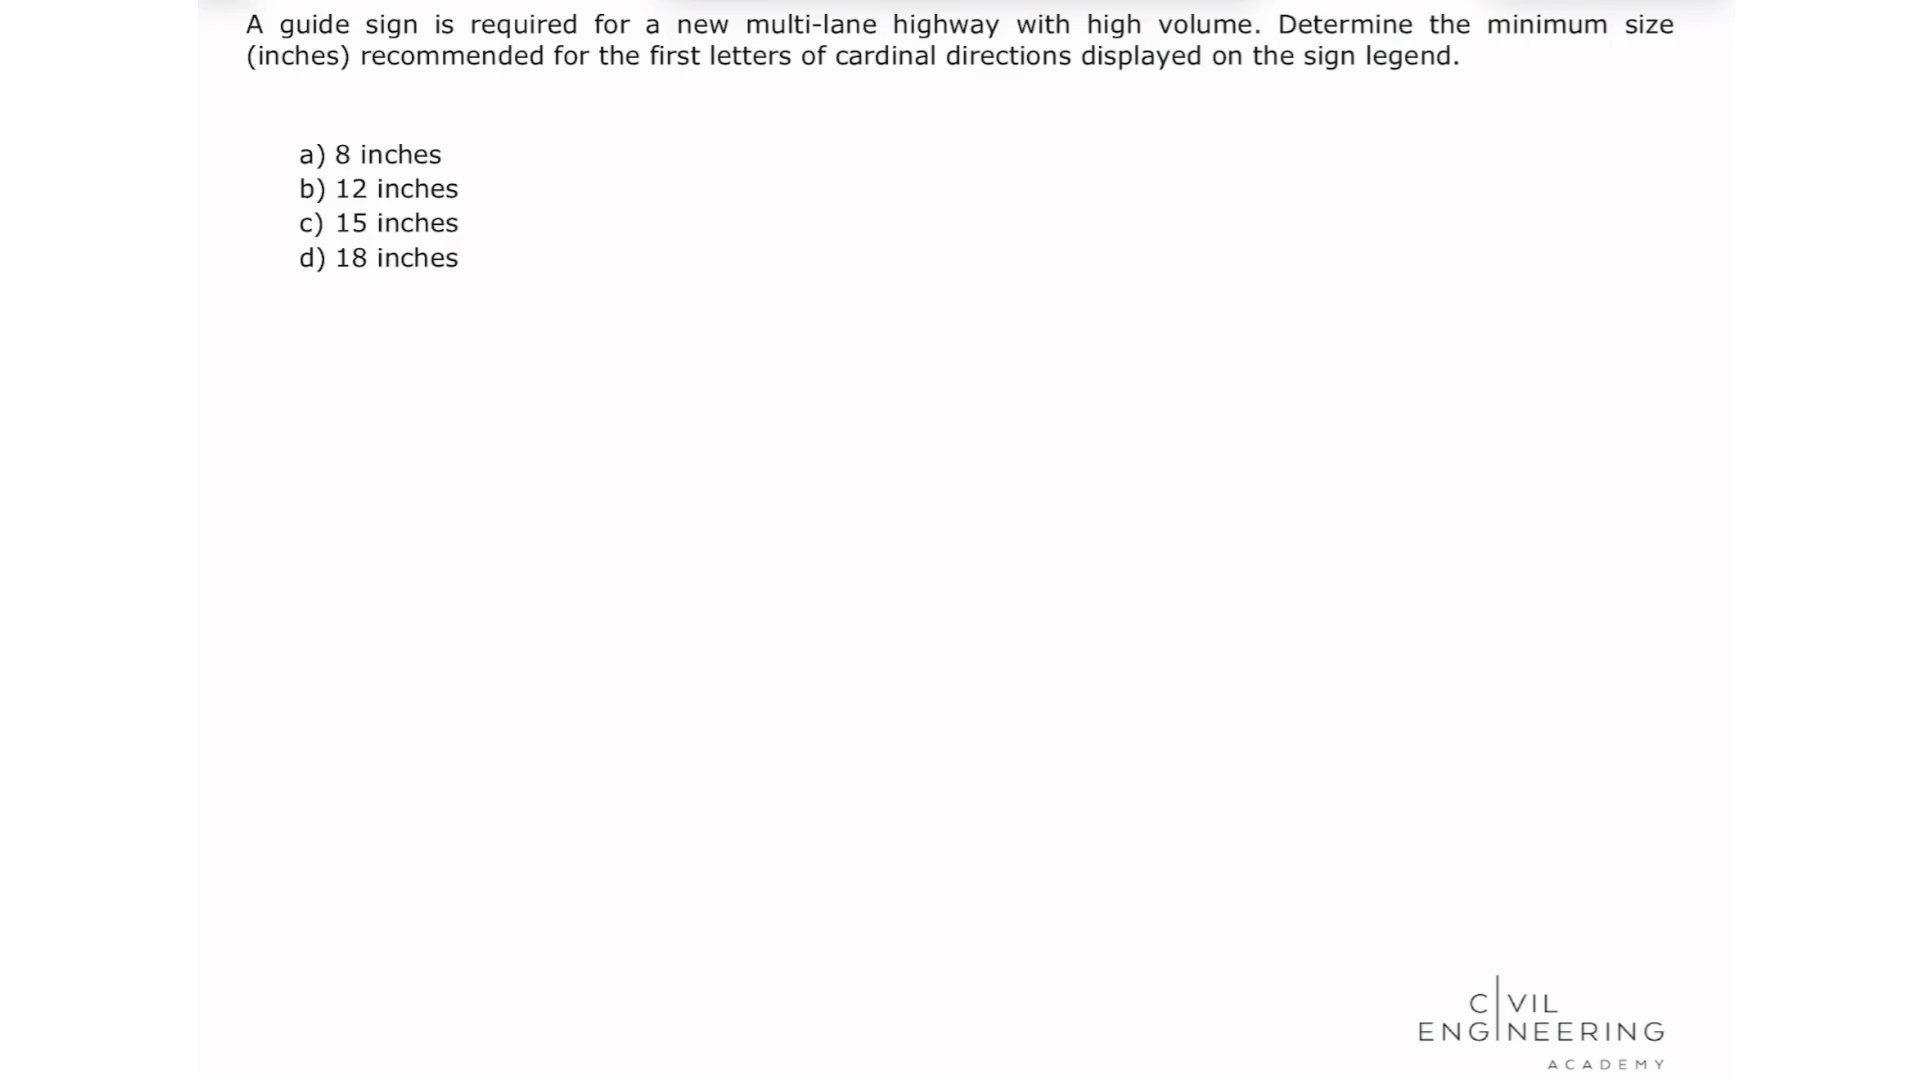 A guide sign is required for a new multi-lane highway with high volume. Determine the minimum size
(inches) recommended for the first letters of cardinal directions displayed on the sign legend.
a) 8 inches
b) 12 inches
c) 15 inches
d) 18 inches
CIVIL
ENGINEERING
ACADEMY